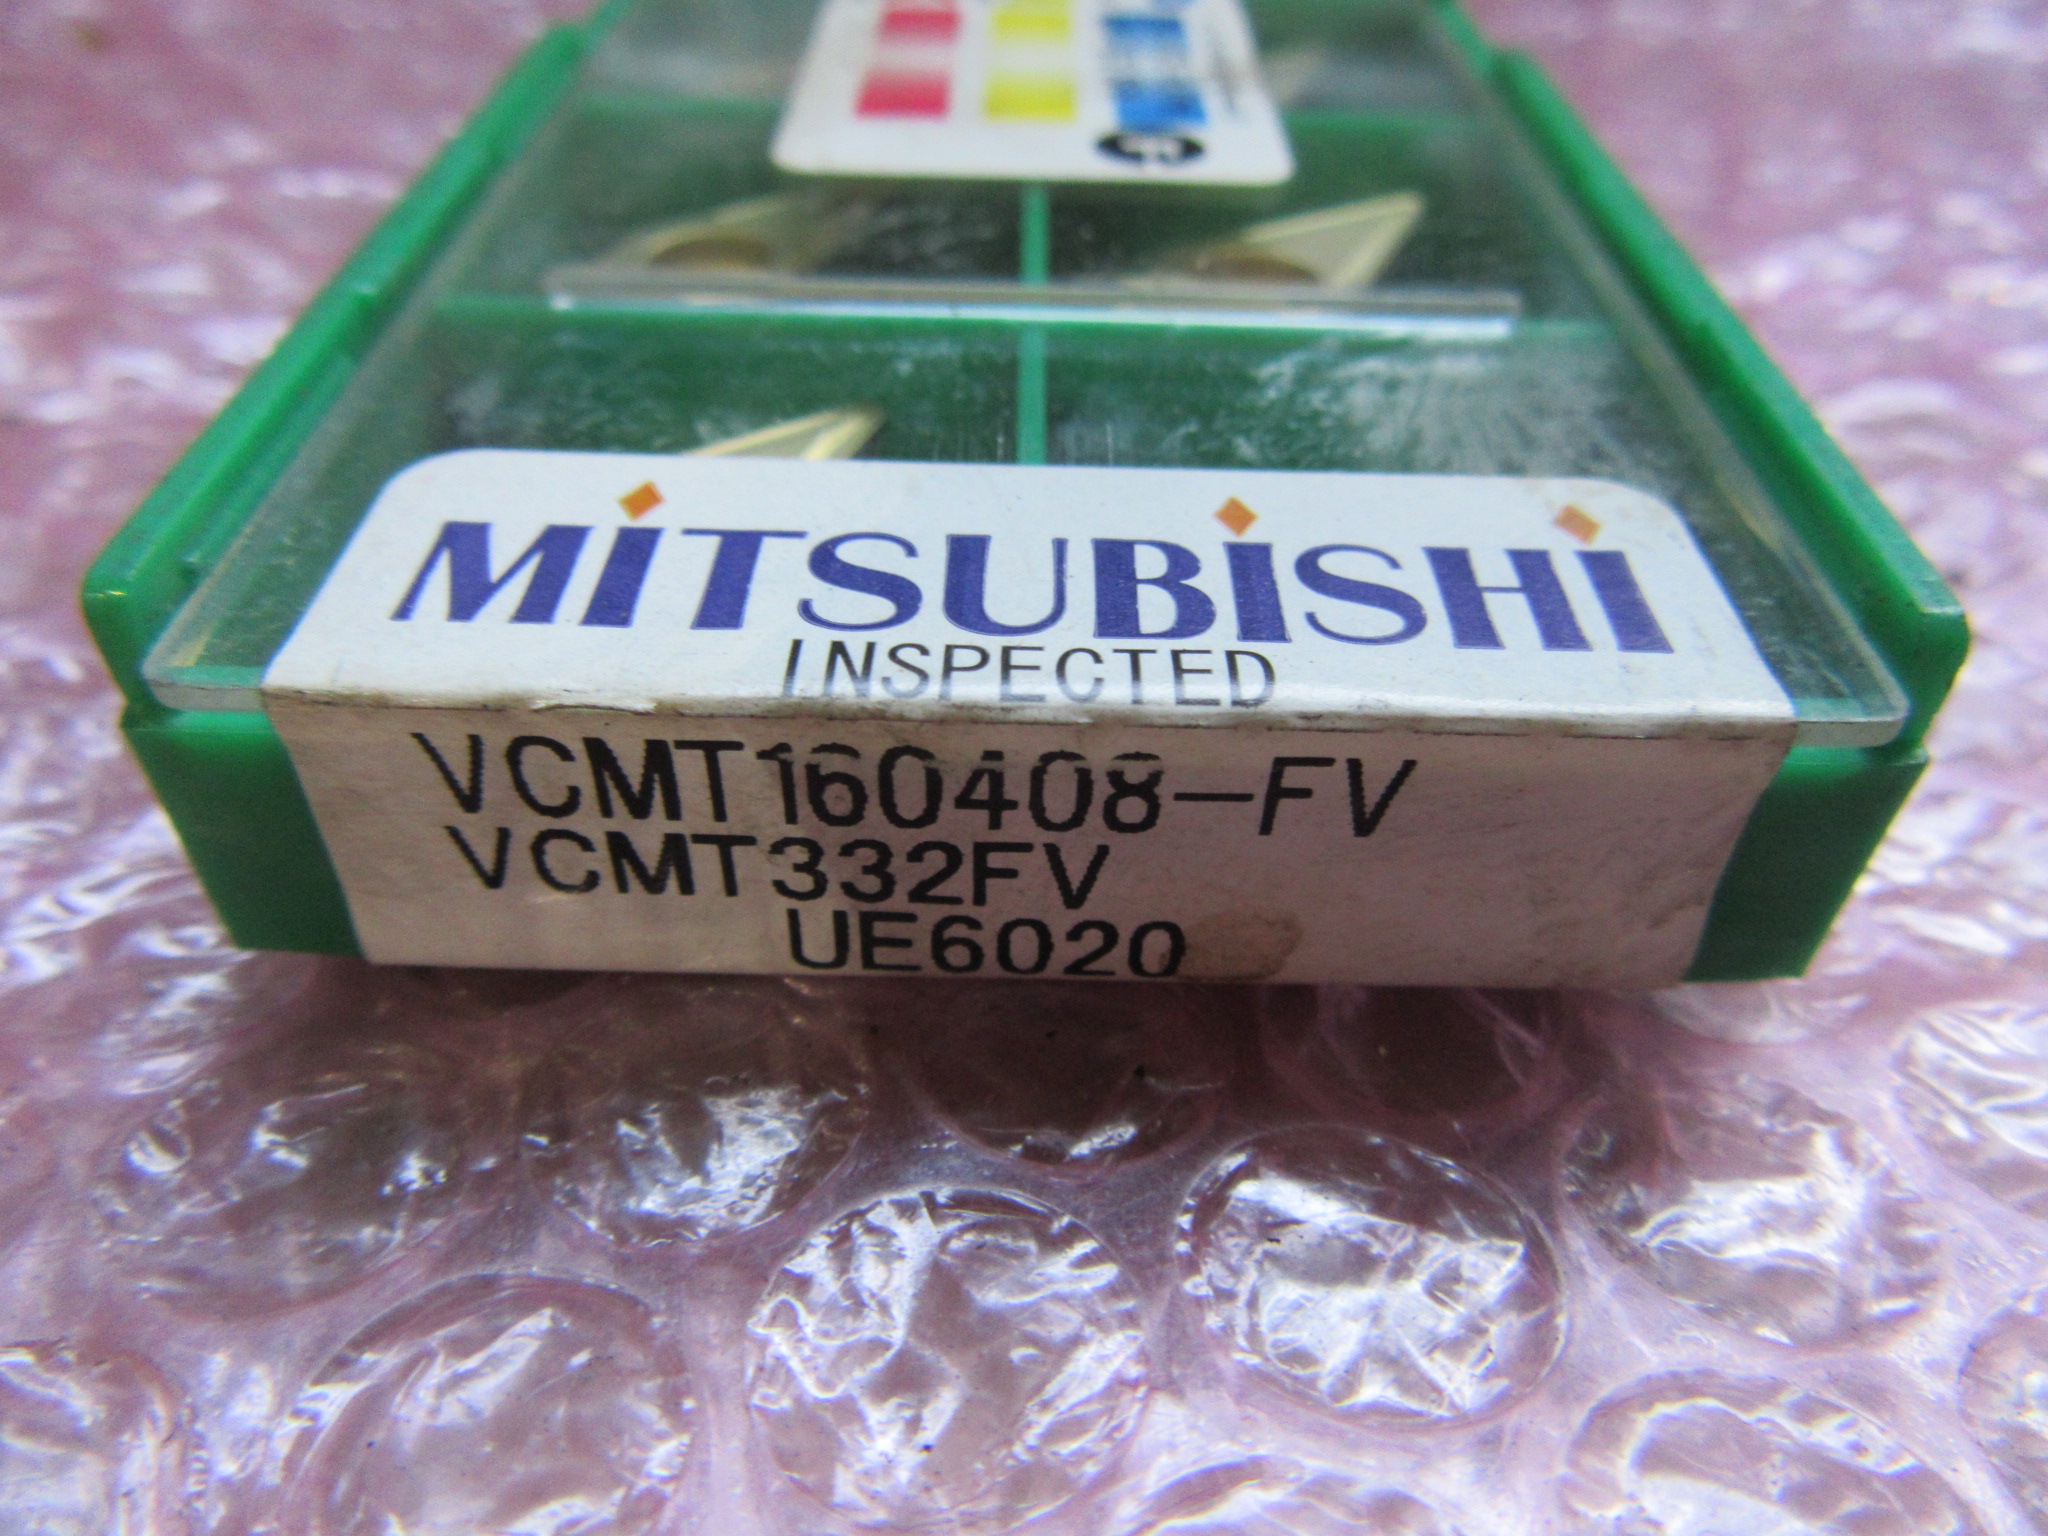 MITSUBISHI
INSPECTED
VCMT160408-FV
VCMT332FV
UE6020